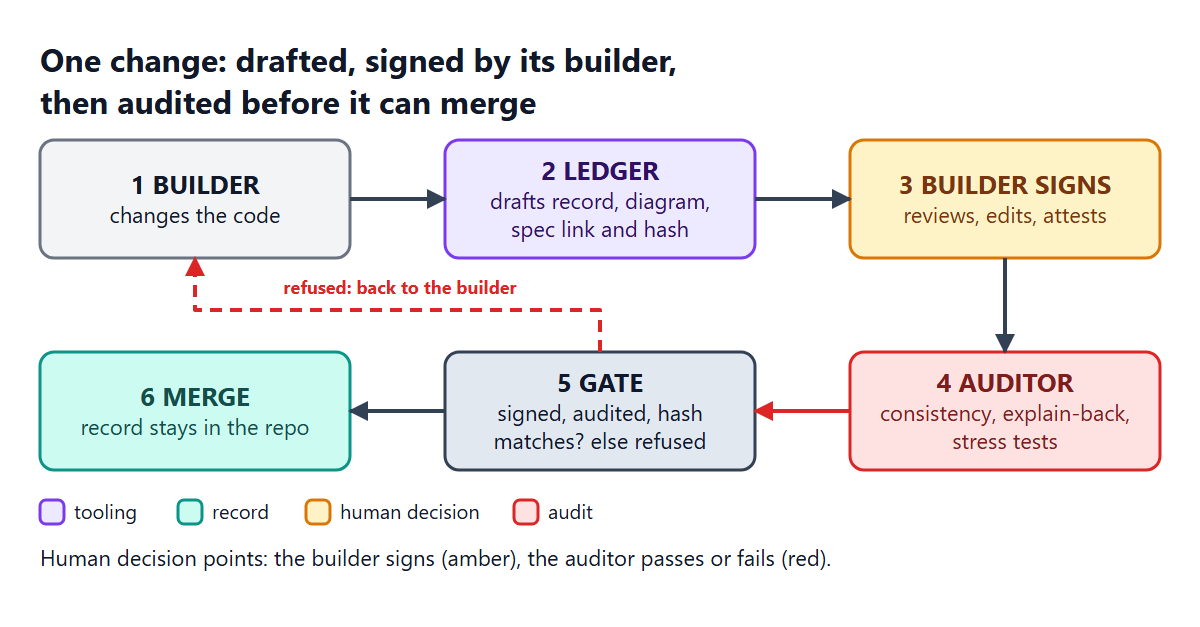 One change: drafted, signed by its builder,
then audited before it can merge
1 BUILDER
changes the code
2 LEDGER
drafts record, diagram,
spec link and hash
3 BUILDER SIGNS
reviews, edits, attests
refused: back to the builder
6 MERGE
record stays in the repo
5 GATE
signed, audited, hash
matches? else refused
4 AUDITOR
consistency, explain-back,
stress tests
tooling
record
human decision
audit
Human decision points: the builder signs (amber), the auditor passes or fails (red).